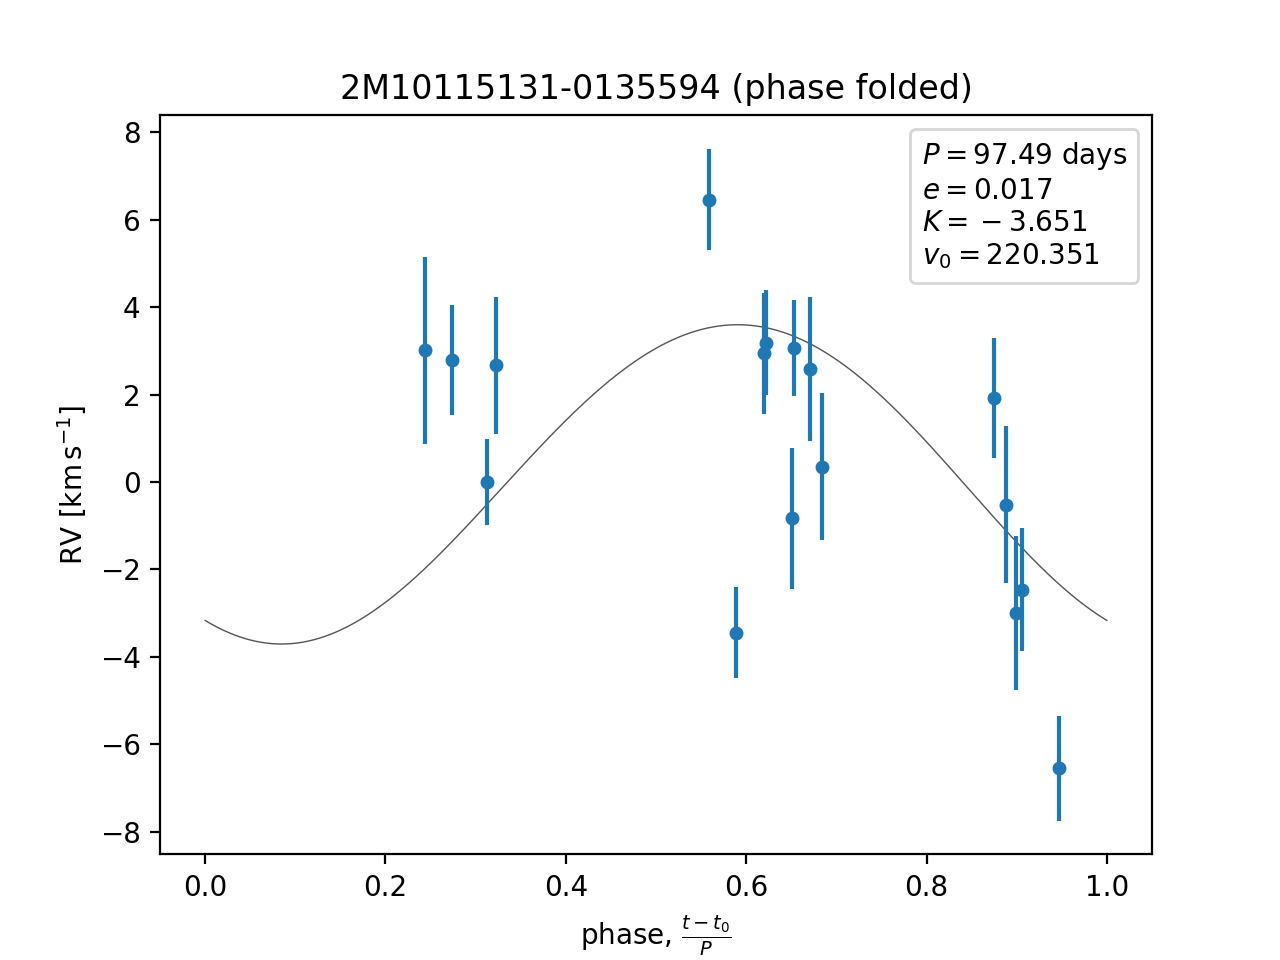 2M10115131-0135594 (phase folded)
P = 97.49 days
e = 0.017
K = −3.651
v₀ = 220.351
RV [km s⁻¹]
8
6
4
2
0
−2
−4
−6
−8
0.0 0.2 0.4 0.6 0.8 1.0
phase, (t − t₀)/P